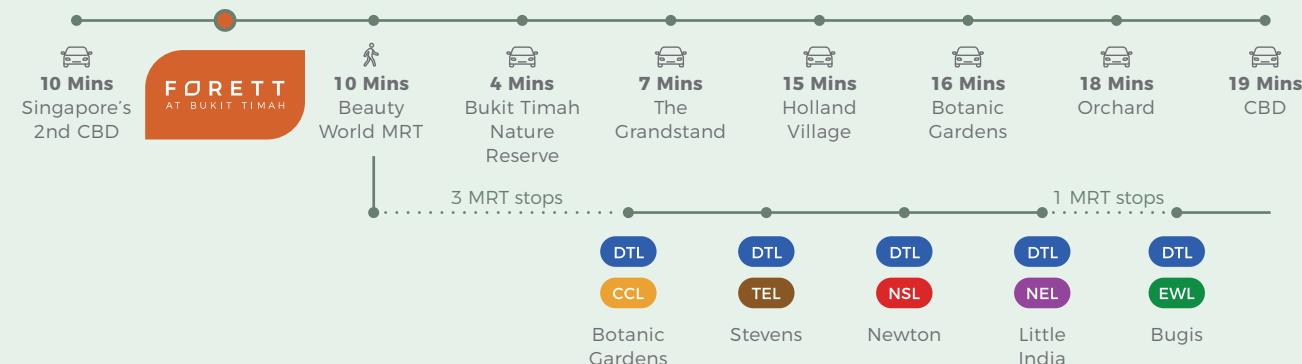 10 Mins
Singapore's
2nd CBD
FORETT
AT BUKIT TIMAH
10 Mins
Beauty
World MRT
4 Mins
Bukit Timah
Nature
Reserve
7 Mins
The
Grandstand
15 Mins
Holland
Village
16 Mins
Botanic
Gardens
18 Mins
Orchard
19 Mins
CBD
3 MRT stops
1 MRT stops
DTL
CCL
Botanic
Gardens
DTL
TEL
Stevens
DTL
NSL
Newton
DTL
NEL
Little
India
DTL
EWL
Bugis